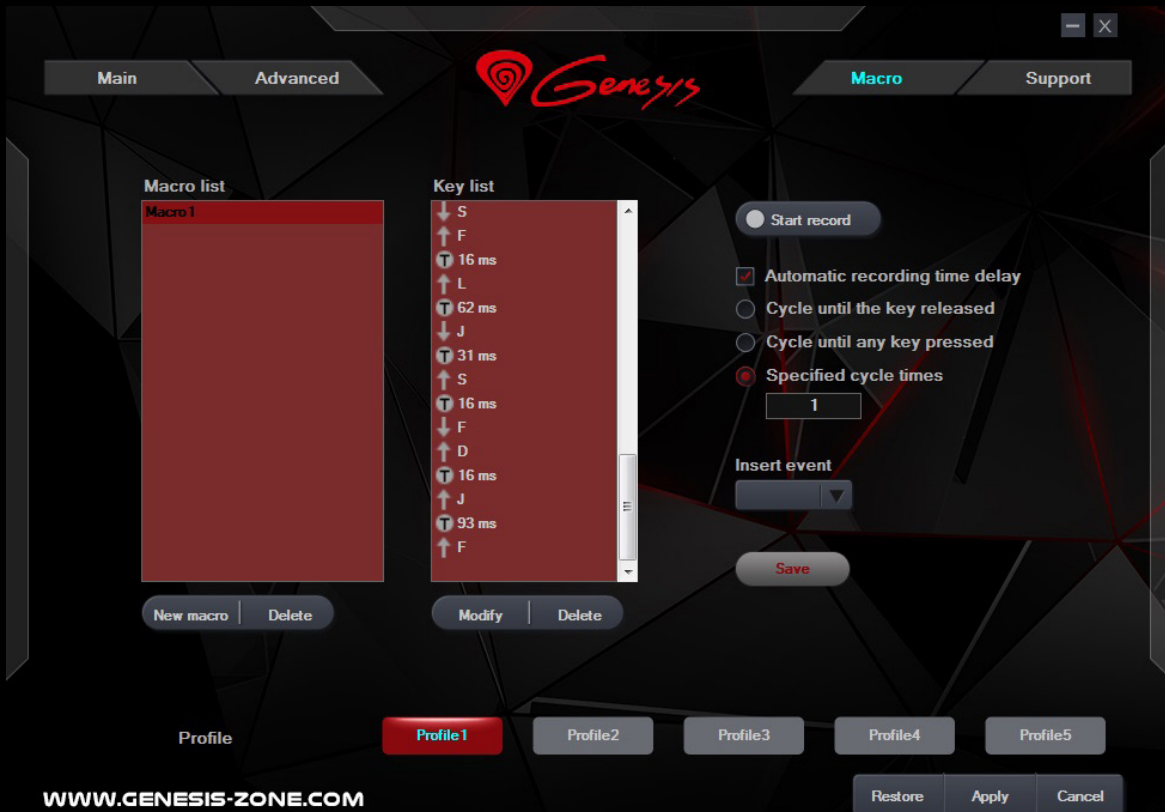 Main
Advanced
Genesis
Macro
Support
Macro list
Macro1
Key list
S
F
T 16 ms
L
T 62 ms
J
T 31 ms
S
T 16 ms
F
D
T 16 ms
J
T 93 ms
F
Start record
Automatic recording time delay
Cycle until the key released
Cycle until any key pressed
Specified cycle times
1
Insert event
Save
New macro
Delete
Modify
Delete
Profile
Profile1
Profile2
Profile3
Profile4
Profile5
WWW.GENESIS-ZONE.COM
Restore
Apply
Cancel